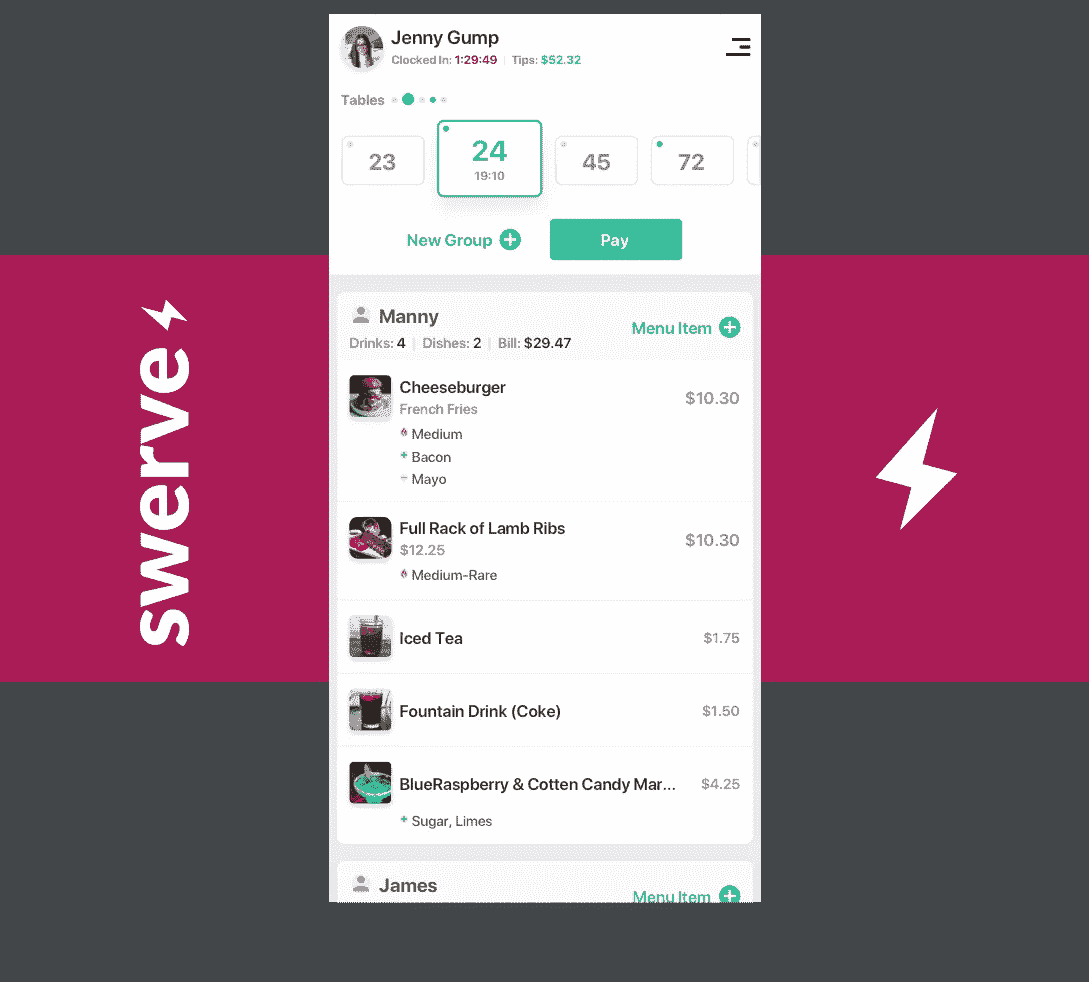 Jenny Gump
Clocked In: 1:29:49 | Tips: $52.32
Tables
23
24
19:10
45
72
New Group
Pay
Manny
Menu Item
Drinks: 4 | Dishes: 2 | Bill: $29.47
Cheeseburger
$10.30
French Fries
Medium
+ Bacon
Mayo
Full Rack of Lamb Ribs
$10.30
$12.25
Medium-Rare
Iced Tea
$1.75
Fountain Drink (Coke)
$1.50
BlueRaspberry & Cotten Candy Mar...
$4.25
+ Sugar, Limes
James
Menu Item
swerve